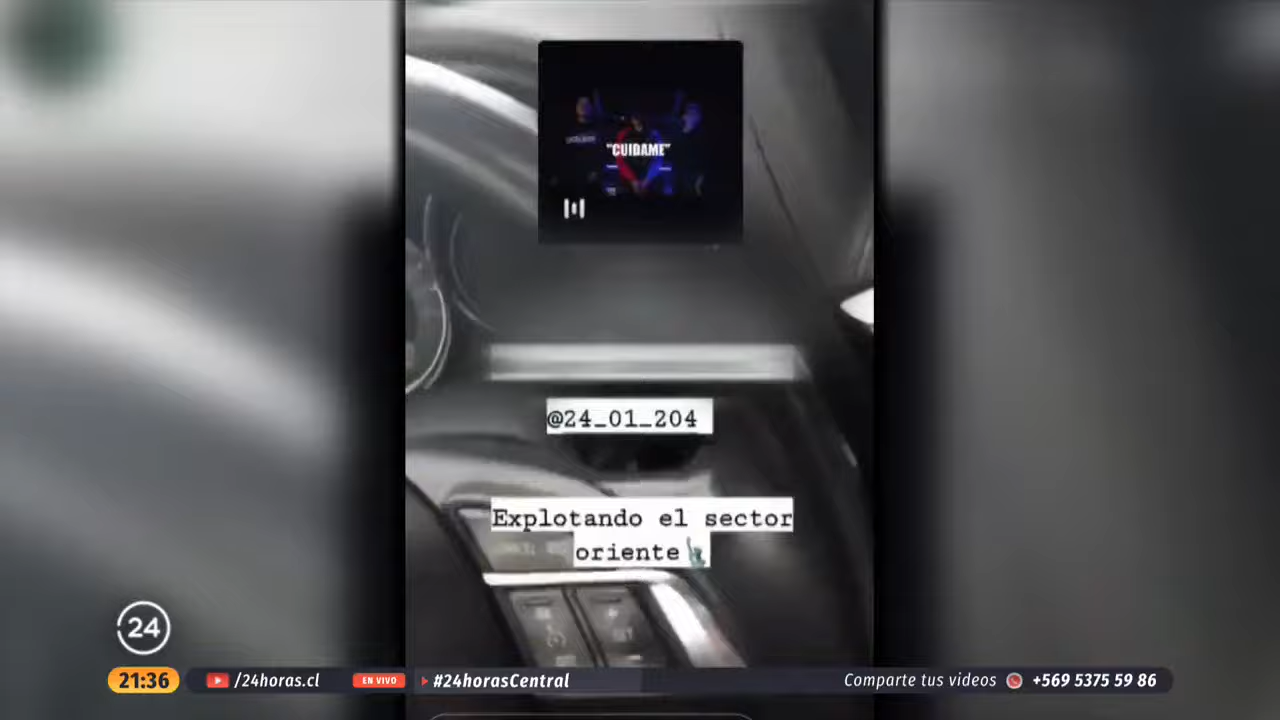 "CUIDAME"
@24_01_204
Explotando el sector
oriente
24
21:36
/24horas.cl
EN VIVO
#24horasCentral
Comparte tus videos
+569 5375 59 86